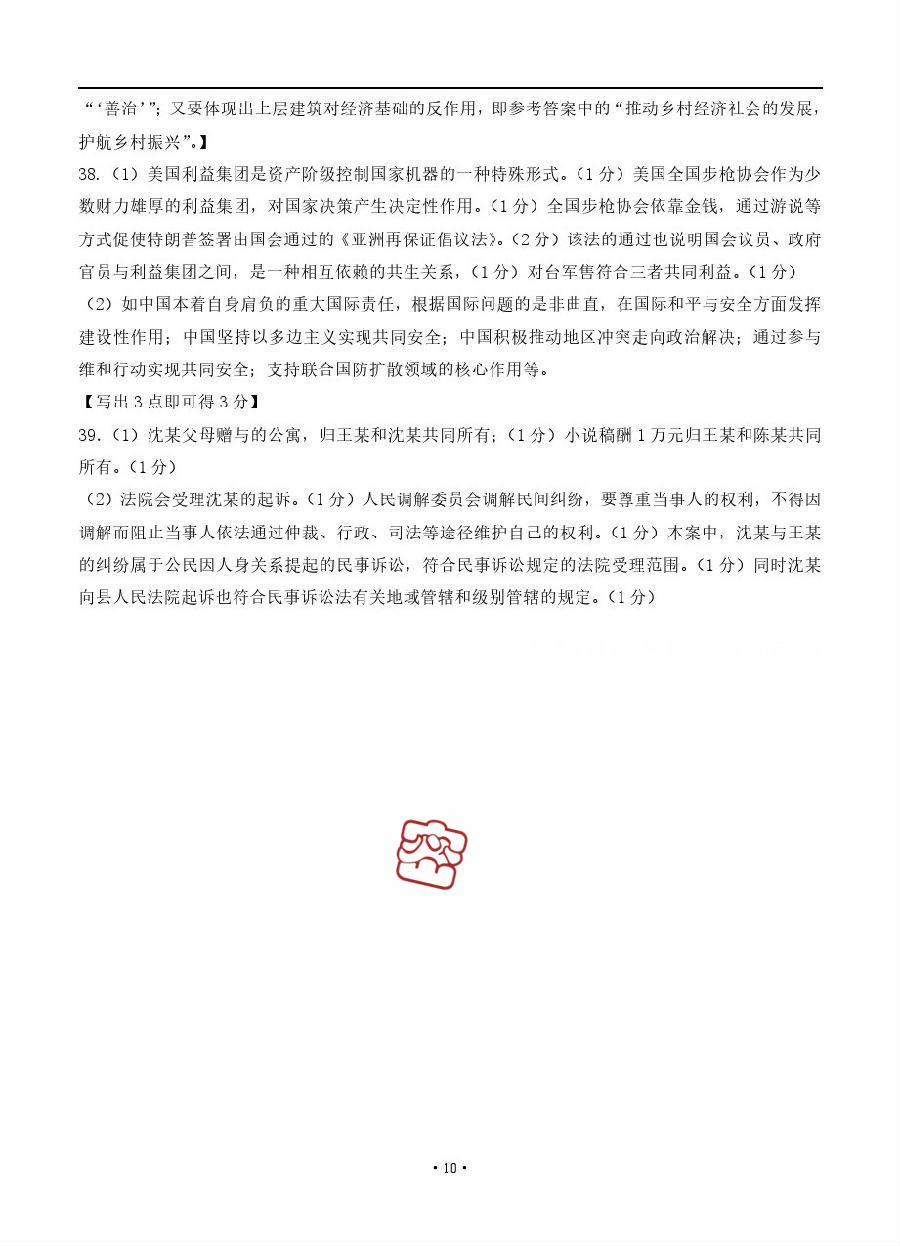 “‘善治’”；又要体现出上层建筑对经济基础的反作用，即参考答案中的“推动乡村经济社会的发展，
护航乡村振兴”。】
38.（1）美国利益集团是资产阶级控制国家机器的一种特殊形式。（1分）美国全国步枪协会作为少
数财力雄厚的利益集团，对国家决策产生决定性作用。（1分）全国步枪协会依靠金钱，通过游说等
方式促使特朗普签署由国会通过的《亚洲再保证倡议法》。（2分）该法的通过也说明国会议员、政府
官员与利益集团之间，是一种相互依赖的共生关系，（1分）对台军售符合三者共同利益。（1分）
（2）如中国本着自身肩负的重大国际责任，根据国际问题的是非曲直，在国际和平与安全方面发挥
建设性作用；中国坚持以多边主义实现共同安全；中国积极推动地区冲突走向政治解决；通过参与
维和行动实现共同安全；支持联合国防扩散领域的核心作用等。
【写出3点即可得3分】
39.（1）沈某父母赠与的公寓，归王某和沈某共同所有；（1分）小说稿酬1万元归王某和陈某共同
所有。（1分）
（2）法院会受理沈某的起诉。（1分）人民调解委员会调解民间纠纷，要尊重当事人的权利，不得因
调解而阻止当事人依法通过仲裁、行政、司法等途径维护自己的权利。（1分）本案中，沈某与王某
的纠纷属于公民因人身关系提起的民事诉讼，符合民事诉讼规定的法院受理范围。（1分）同时沈某
向县人民法院起诉也符合民事诉讼法有关地域管辖和级别管辖的规定。（1分）
·10·